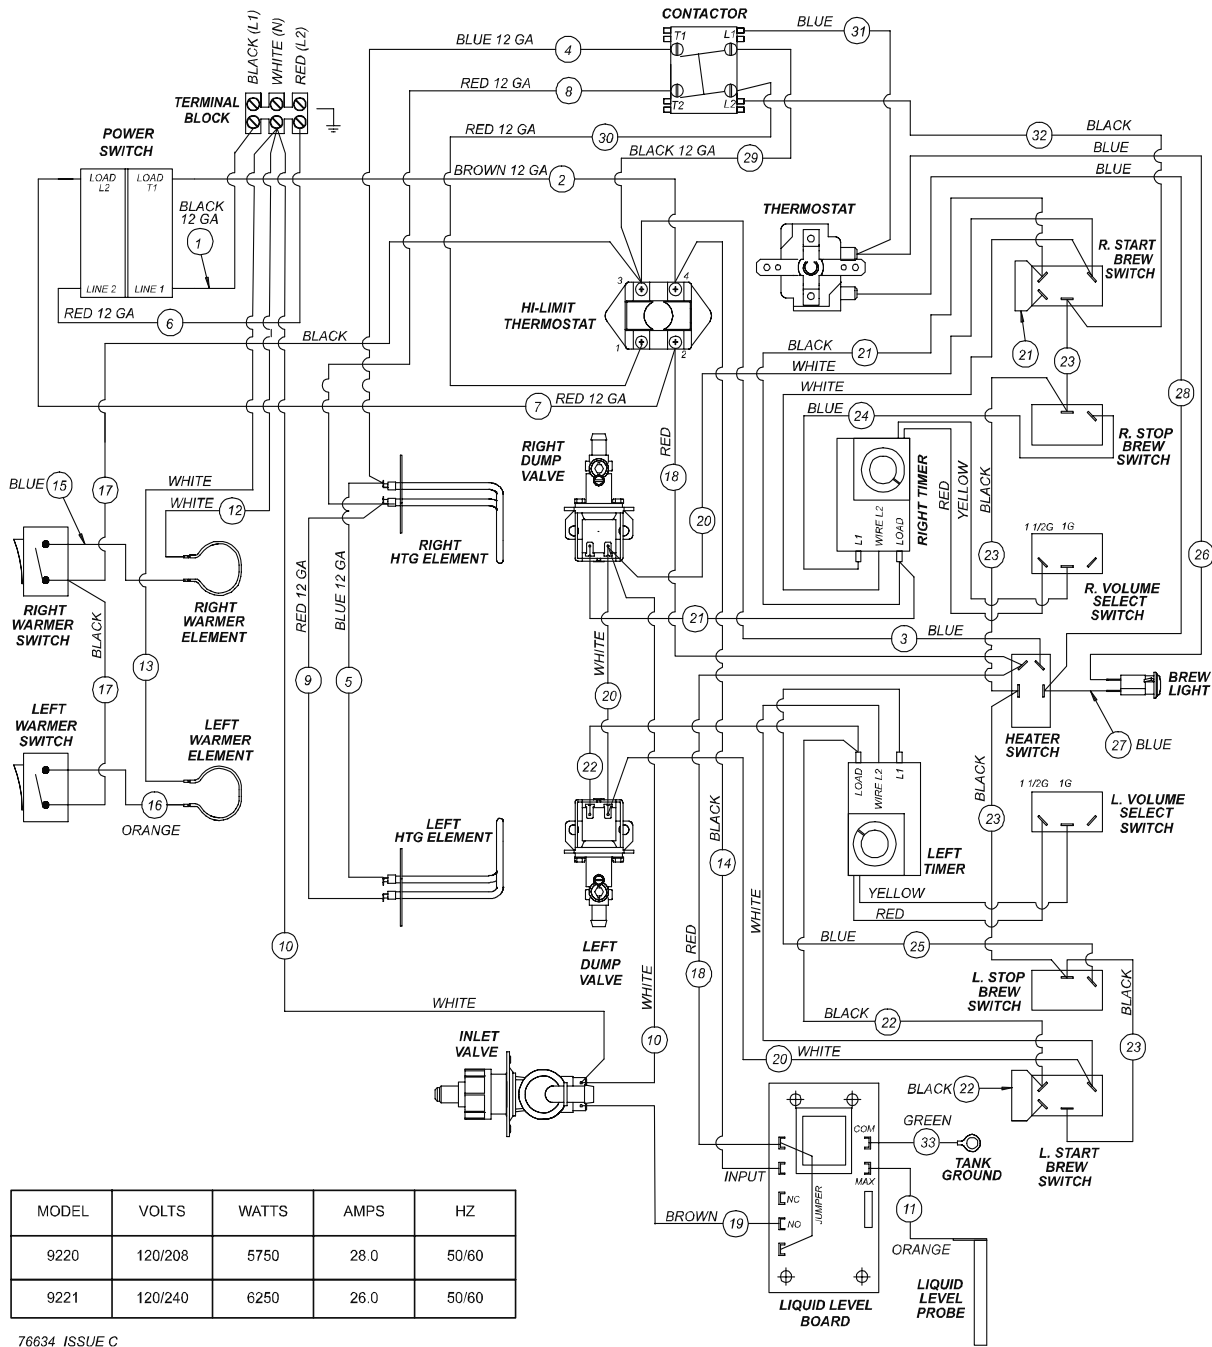 CONTACTOR
BLACK (L1)
WHITE (N)
RED (L2)
BLUE 12 GA
4
T1
L1
BLUE
31
RED 12 GA
8
T2
L2
TERMINAL
BLOCK
POWER
SWITCH
RED 12 GA
30
BLACK 12 GA
29
32
BLACK
BLUE
BLUE
LOAD
L2
LOAD
T1
BROWN 12 GA
2
BLACK
12 GA
1
THERMOSTAT
R. START
BREW
SWITCH
LINE 2
LINE 1
RED 12 GA
6
3
4
HI-LIMIT
THERMOSTAT
1
2
BLACK
BLACK
21
WHITE
WHITE
21
23
28
7
RED 12 GA
BLUE
24
RIGHT
DUMP
VALVE
RED
18
R. STOP
BREW
SWITCH
BLUE
15
17
WHITE
WHITE
12
RIGHT TIMER
RED
YELLOW
BLACK
L1
WIRE L2
LOAD
20
1 1/2G
1G
23
26
RIGHT
HTG ELEMENT
RED 12 GA
BLUE 12 GA
R. VOLUME
SELECT
SWITCH
RIGHT
WARMER
SWITCH
RIGHT
WARMER
ELEMENT
BLACK
21
WHITE
3
BLUE
13
9
5
17
20
BREW
LIGHT
LEFT
WARMER
SWITCH
LEFT
WARMER
ELEMENT
HEATER
SWITCH
27
BLUE
22
LOAD
WIRE L2
L1
BLACK
1 1/2G
1G
L. VOLUME
SELECT
SWITCH
16
ORANGE
LEFT
HTG ELEMENT
BLACK
23
14
LEFT
TIMER
YELLOW
RED
WHITE
10
LEFT
DUMP
VALVE
RED
18
BLUE
25
WHITE
L. STOP
BREW
SWITCH
BLACK
WHITE
BLACK
22
INLET
VALVE
10
20
WHITE
23
BLACK
22
GREEN
33
COM
TANK
GROUND
L. START
BREW
SWITCH
INPUT
MAX
NC
JUMPER
BROWN
19
NO
11
ORANGE
LIQUID
LEVEL
PROBE
LIQUID LEVEL
BOARD
MODEL VOLTS WATTS AMPS HZ
9220 120/208 5750 28.0 50/60
9221 120/240 6250 26.0 50/60
76634 ISSUE C